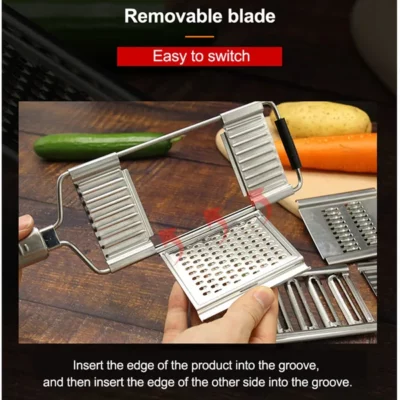 Removable blade
Easy to switch
Insert the edge of the product into the groove,
and then insert the edge of the other side into the groove.